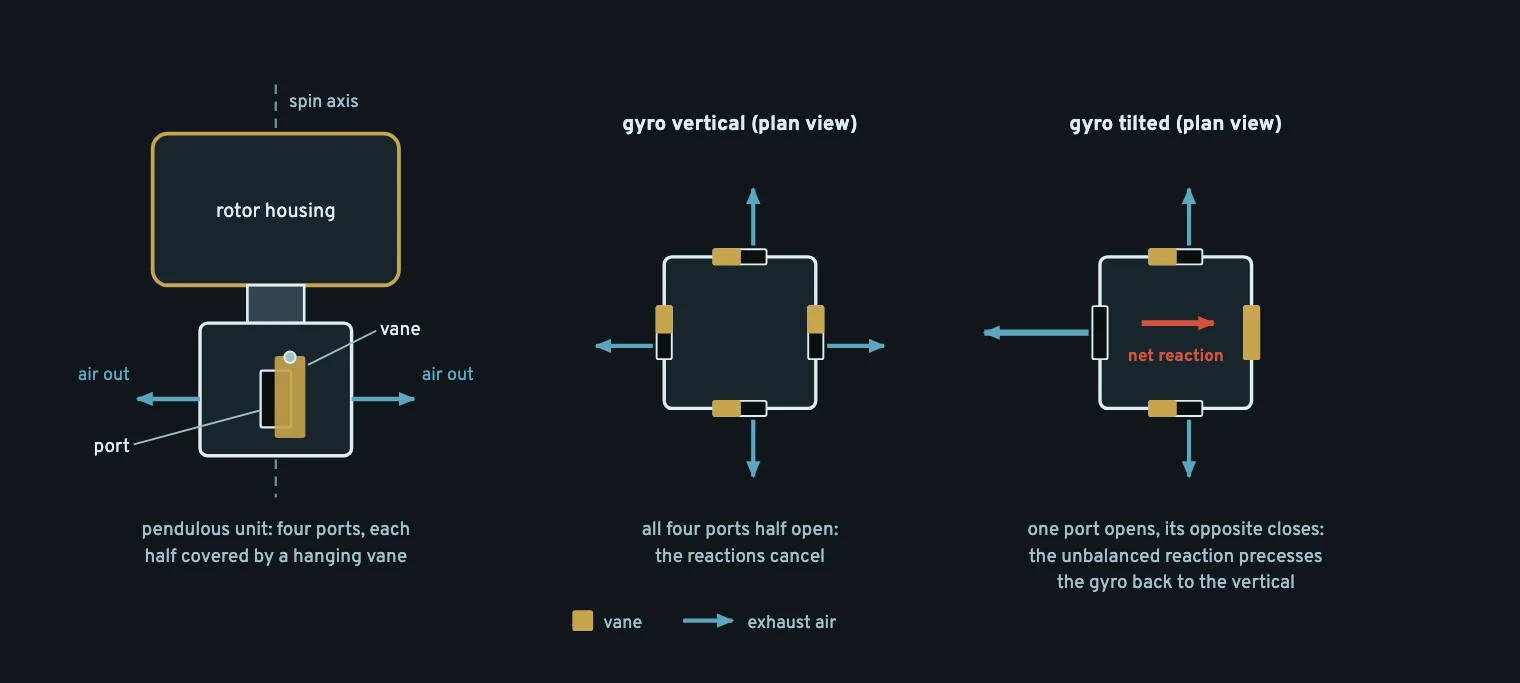 spin axis
rotor housing
vane
air out
air out
port
pendulous unit: four ports, each
half covered by a hanging vane
gyro vertical (plan view)
all four ports half open:
the reactions cancel
gyro tilted (plan view)
net reaction
one port opens, its opposite closes:
the unbalanced reaction precesses
the gyro back to the vertical
vane
exhaust air